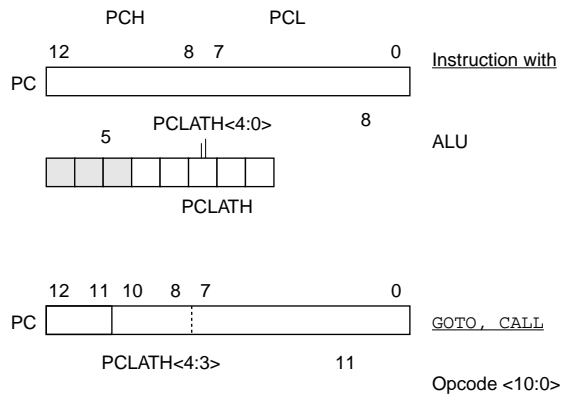 PCH PCL
12 8 7 0
Instruction with
PC
PCLATH<4:0> 8
5
ALU
PCLATH
12 11 10 8 7 0
PC
GOTO, CALL
PCLATH<4:3> 11
Opcode <10:0>